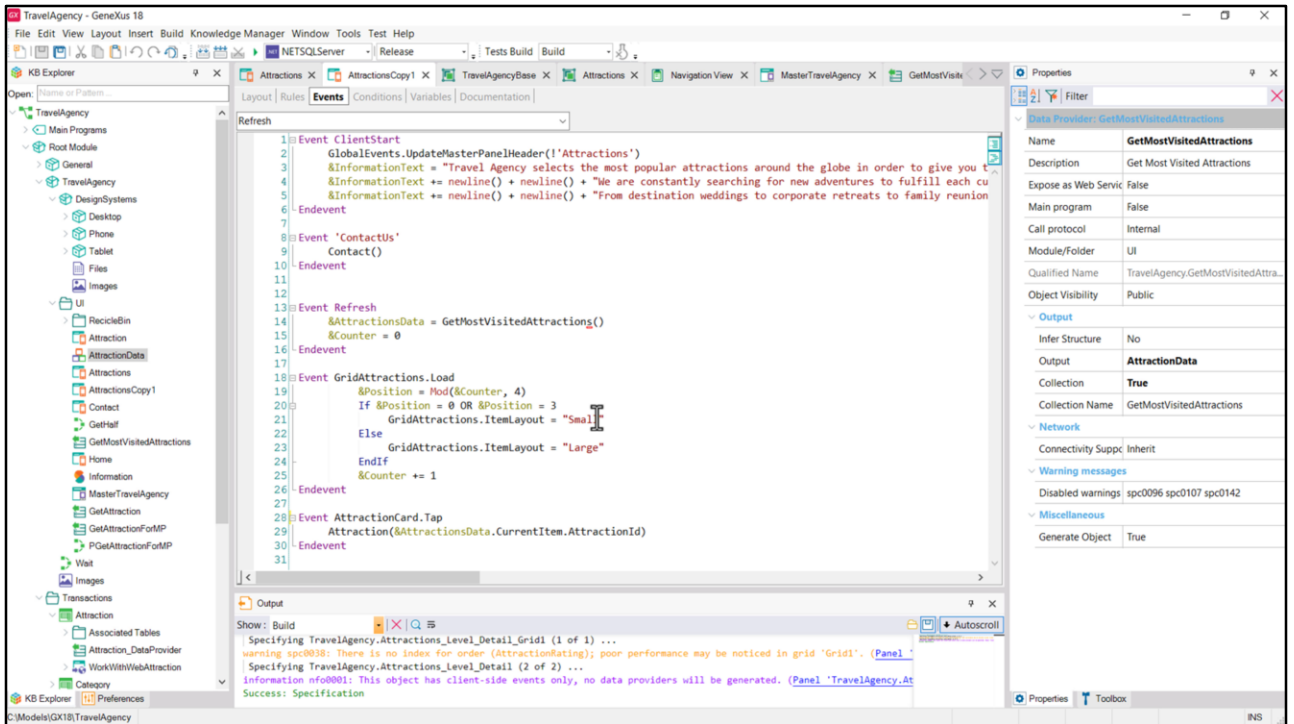 TravelAgency - GeneXus 18
File Edit View Layout Insert Build Knowledge Manager Window Tools Test Help
NETSQLServer Release Tests Build Build
KB Explorer
Open: Name or Pattern ...
TravelAgency
Main Programs
Root Module
General
TravelAgency
DesignSystems
Desktop
Phone
Tablet
Files
Images
UI
RecicleBin
Attraction
AttractionData
Attractions
AttractionsCopy1
Contact
GetHalf
GetMostVisitedAttractions
Home
Information
MasterTravelAgency
GetAttraction
GetAttractionForMP
PGetAttractionForMP
Wait
Images
Transactions
Attraction
Associated Tables
Attraction_DataProvider
WorkWithWebAttraction
Category
KB Explorer Preferences
C:\Models\GX18\TravelAgency
Attractions X AttractionsCopy1 X TravelAgencyBase X Attractions X Navigation View X MasterTravelAgency X GetMostVisite
Layout | Rules | Events | Conditions | Variables | Documentation |
Refresh
1 Event ClientStart
2 GlobalEvents.UpdateMasterPanelHeader(!'Attractions')
3 &InformationText = "Travel Agency selects the most popular attractions around the globe in order to give you t
4 &InformationText += newline() + newline() + "We are constantly searching for new adventures to fulfill each cu
5 &InformationText += newline() + newline() + "From destination weddings to corporate retreats to family reunion
6 Endevent
7
8 Event 'ContactUs'
9 Contact()
10 Endevent
11
12
13 Event Refresh
14 &AttractionsData = GetMostVisitedAttractions()
15 &Counter = 0
16 Endevent
17
18 Event GridAttractions.Load
19 &Position = Mod(&Counter, 4)
20 If &Position = 0 OR &Position = 3
21 GridAttractions.ItemLayout = "Small"
22 Else
23 GridAttractions.ItemLayout = "Large"
24 EndIf
25 &Counter += 1
26 Endevent
27
28 Event AttractionCard.Tap
29 Attraction(&AttractionsData.CurrentItem.AttractionId)
30 Endevent
31
Output
Show: Build Autoscroll
Specifying TravelAgency.Attractions_Level_Detail_Grid1 (1 of 1) ...
warning spc0038: There is no index for order (AttractionRating); poor performance may be noticed in grid 'Grid1'. (Panel '
Specifying TravelAgency.Attractions_Level_Detail (2 of 2) ...
information nfo0001: This object has client-side events only, no data providers will be generated. (Panel 'TravelAgency.At
Success: Specification
Properties
Filter
Data Provider: GetMostVisitedAttractions
Name GetMostVisitedAttractions
Description Get Most Visited Attractions
Expose as Web Servic False
Main program False
Call protocol Internal
Module/Folder UI
Qualified Name TravelAgency.GetMostVisitedAttra...
Object Visibility Public
Output
Infer Structure No
Output AttractionData
Collection True
Collection Name GetMostVisitedAttractions
Network
Connectivity Suppo Inherit
Warning messages
Disabled warnings spc0096 spc0107 spc0142
Miscellaneous
Generate Object True
Properties Toolbox
INS